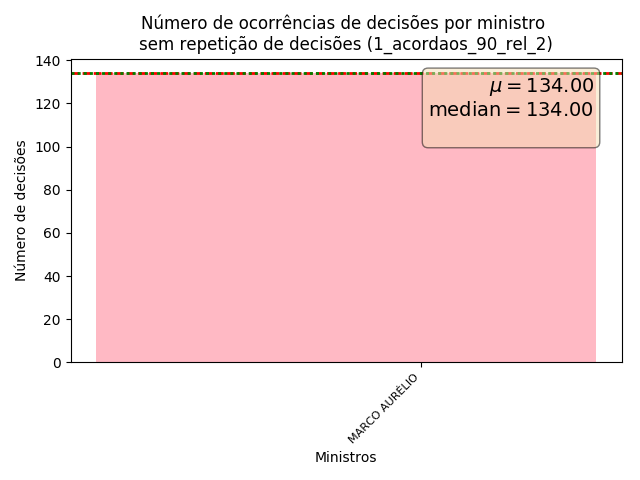 Número de ocorrências de decisões por ministro
sem repetição de decisões (1_acordaos_90_rel_2)
140
120
100
80
60
40
20
0
Número de decisões
μ = 134.00
median = 134.00
MARCO AURÉLIO
Ministros